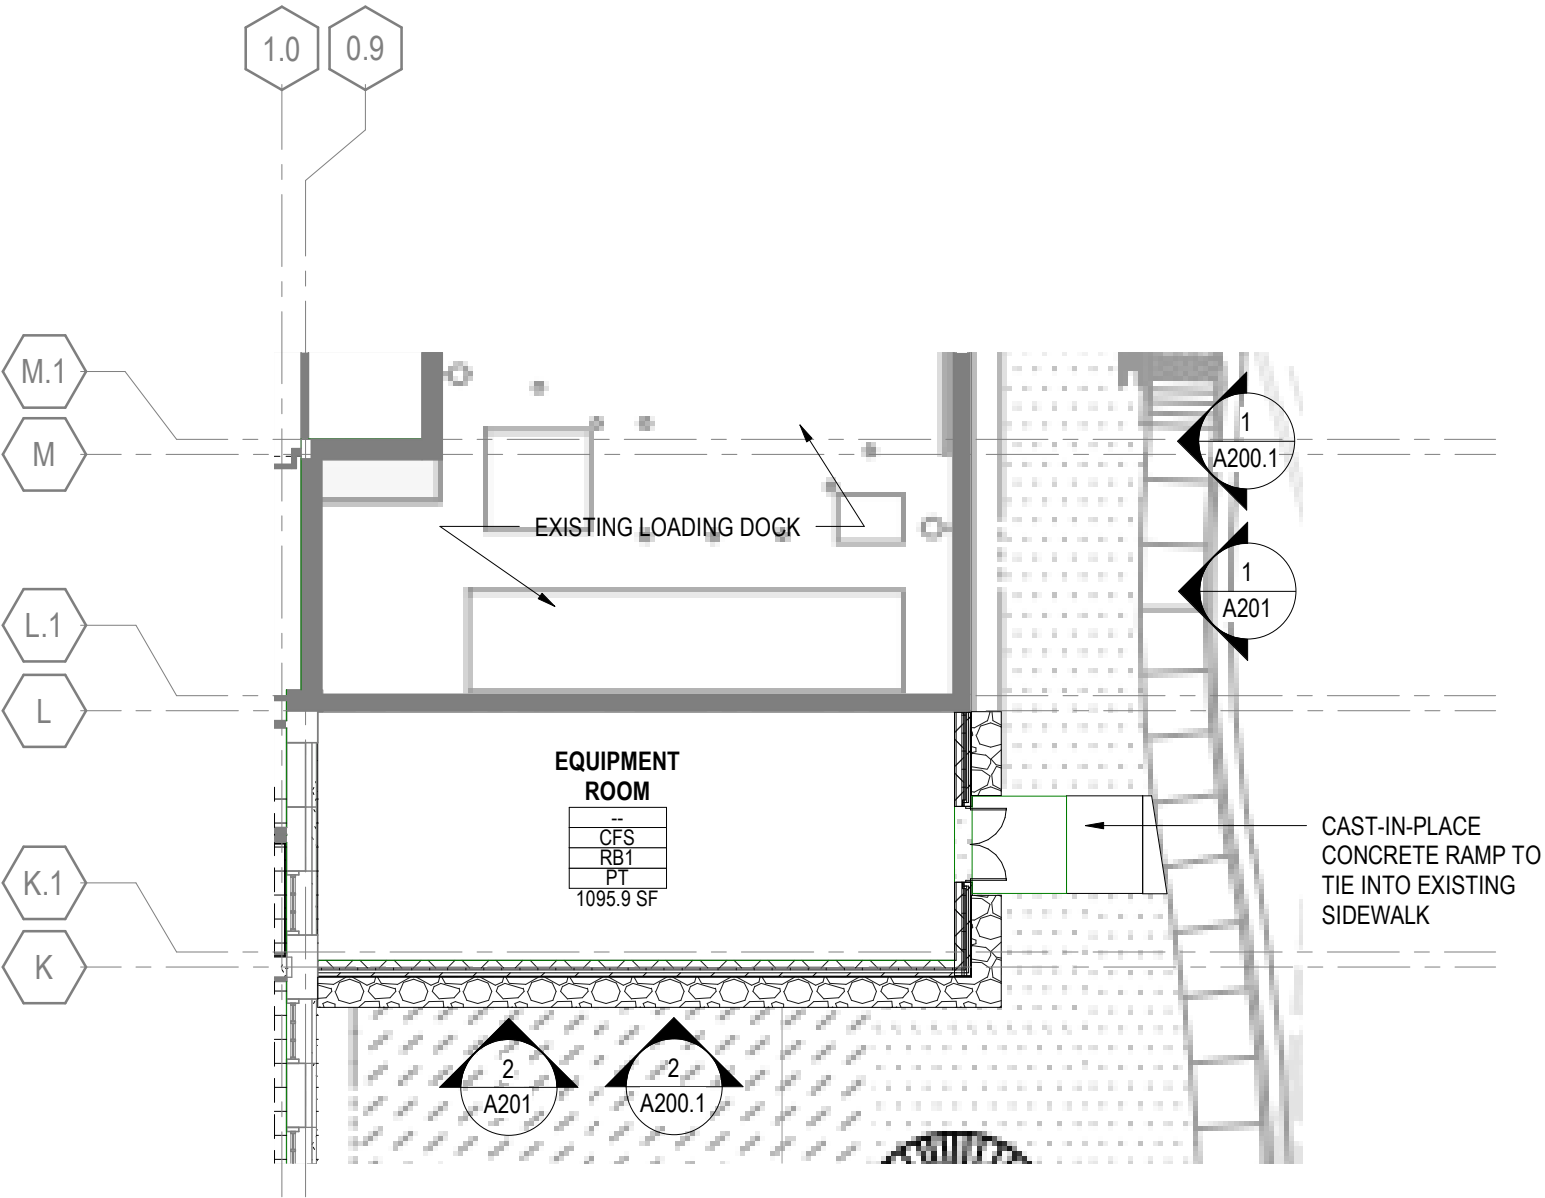 1.0
0.9
M.1
M
L.1
L
K.1
K
1
A200.1
1
A201
EXISTING LOADING DOCK
EQUIPMENT
ROOM
--
CFS
RB1
PT
1095.9 SF
CAST-IN-PLACE
CONCRETE RAMP TO
TIE INTO EXISTING
SIDEWALK
2
A201
2
A200.1